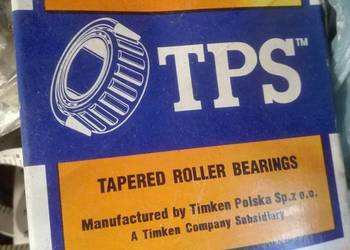 TPS™
TAPERED ROLLER BEARINGS
Manufactured by Timken Polska Sp.z o.o.
A Timken Company Subsidiary